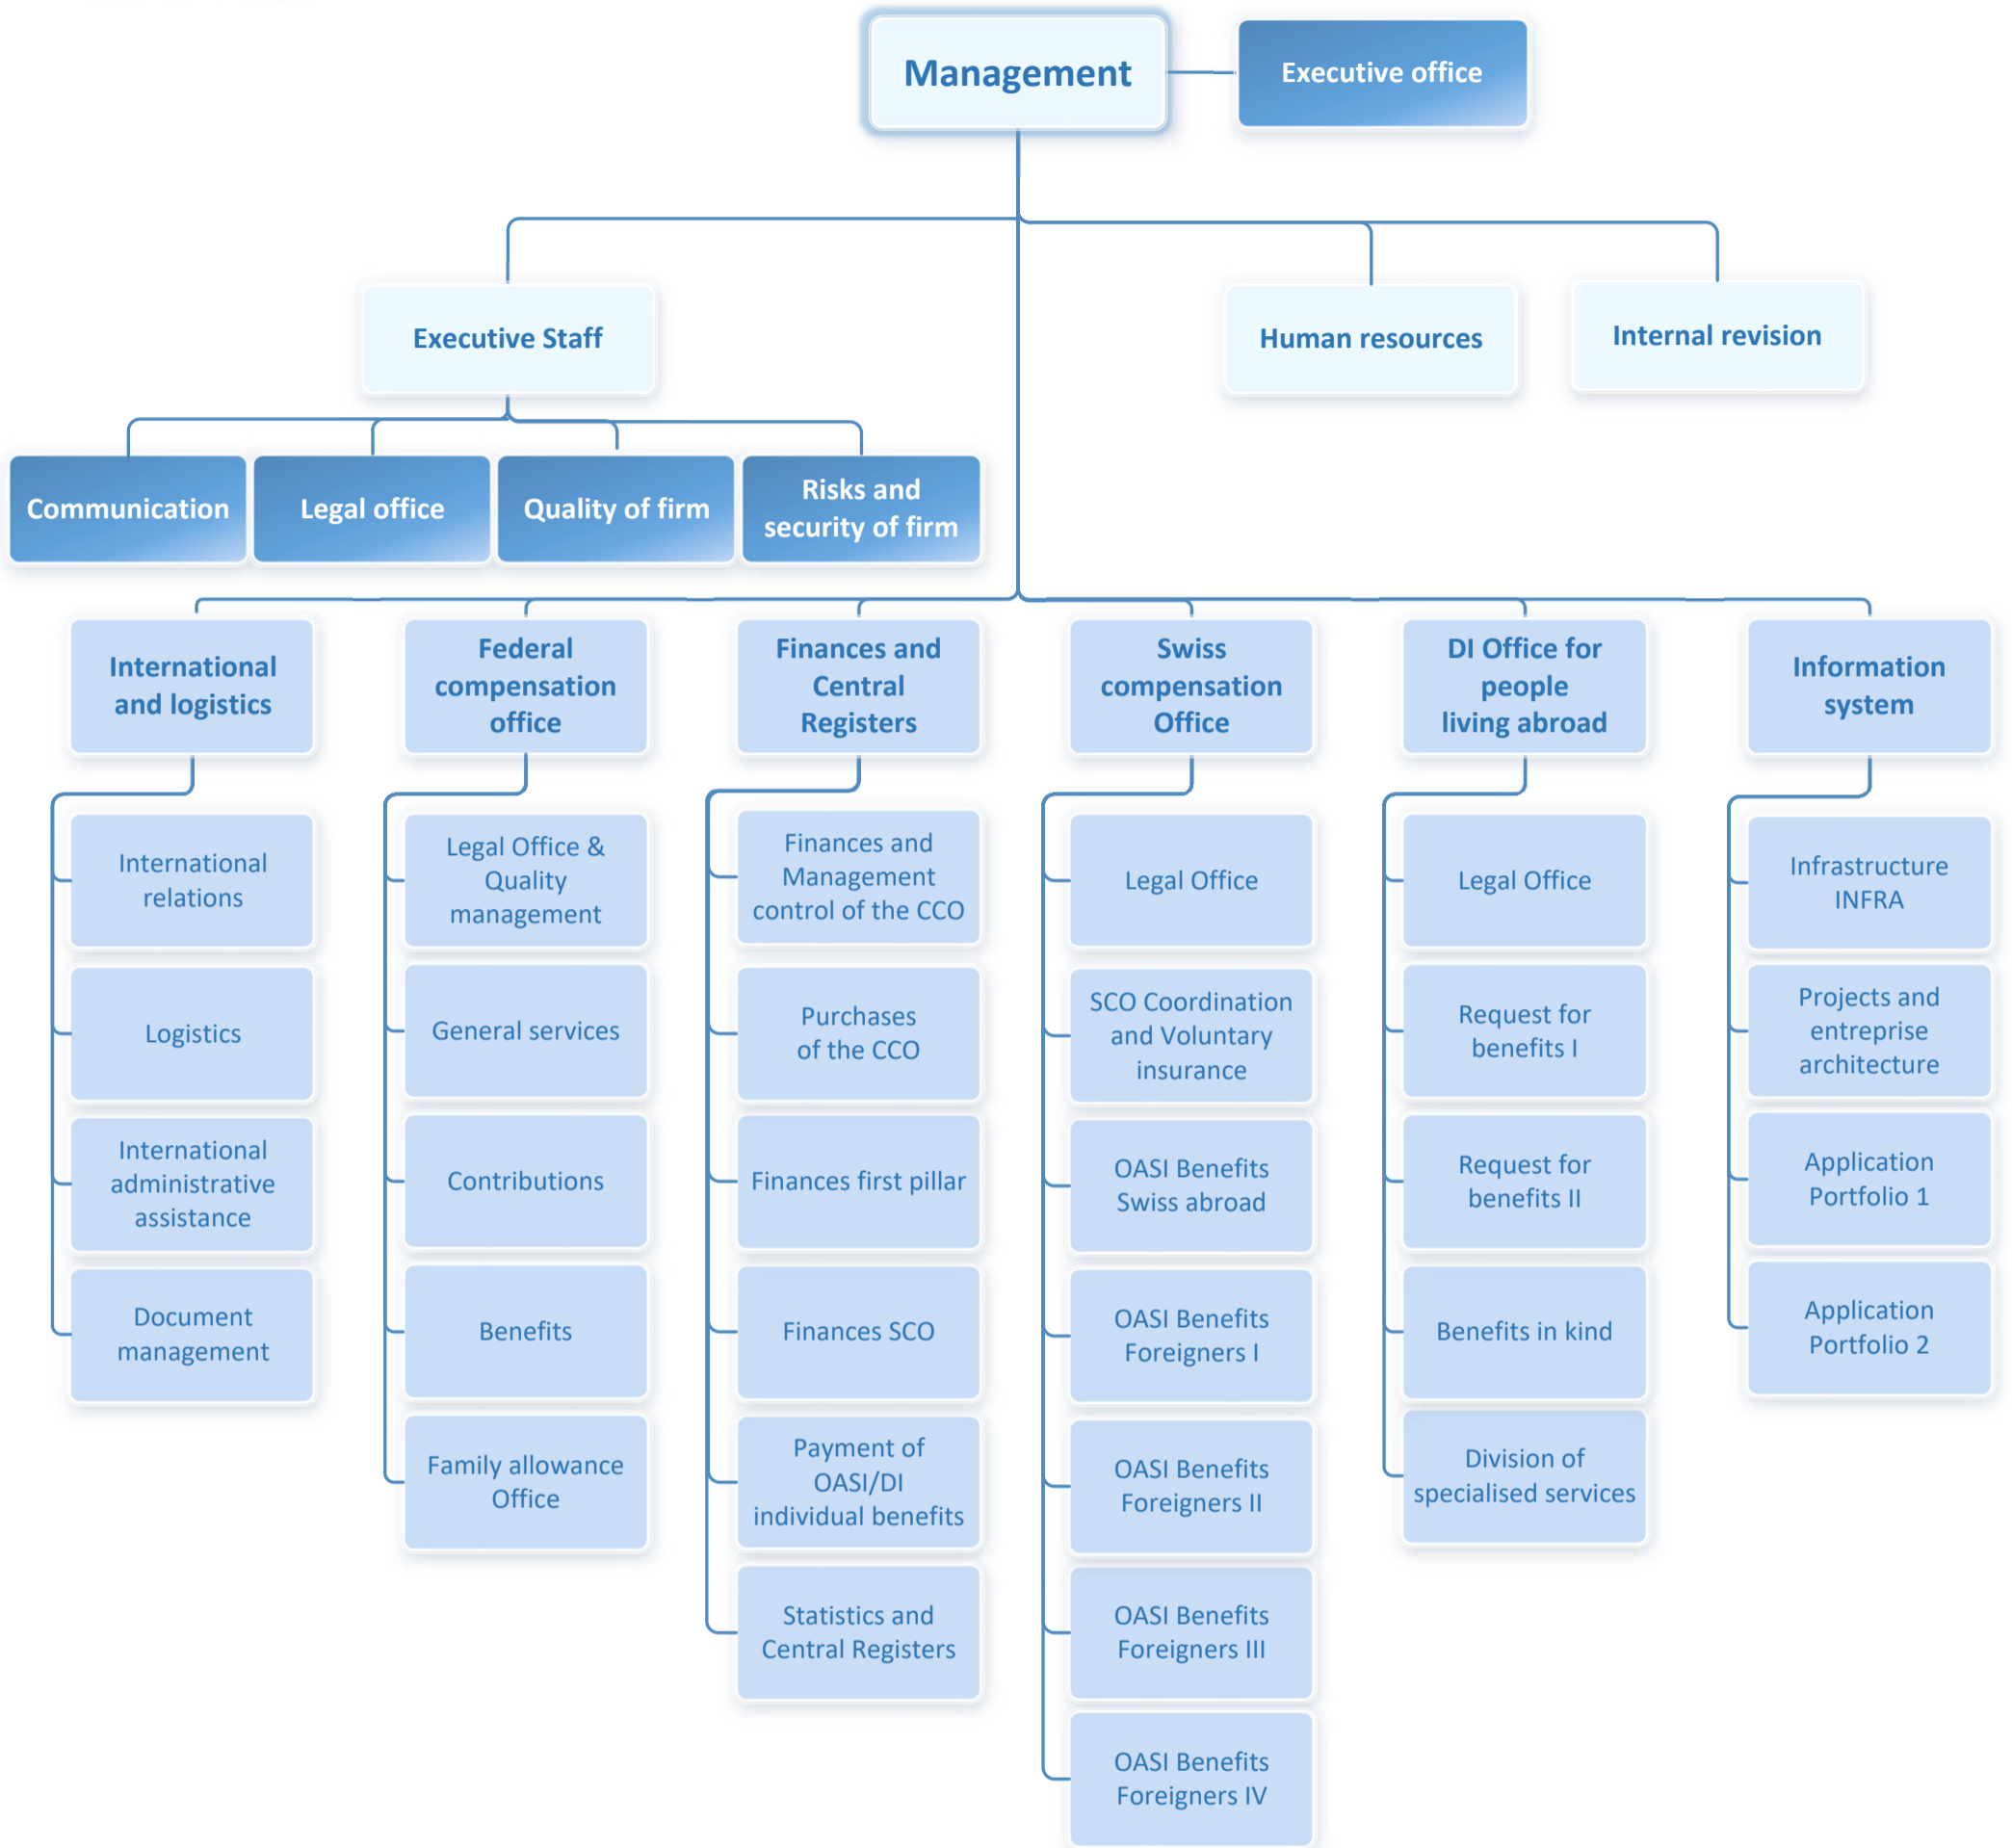 Management
Executive office
Executive Staff
Human resources
Internal revision
Communication
Legal office
Quality of firm
Risks and
security of firm
International
and logistics
Federal
compensation
office
Finances and
Central
Registers
Swiss
compensation
Office
DI Office for
people
living abroad
Information
system
International
relations
Logistics
International
administrative
assistance
Document
management
Legal Office &
Quality
management
General services
Contributions
Benefits
Family allowance
Office
Finances and
Management
control of the CCO
Purchases
of the CCO
Finances first pillar
Finances SCO
Payment of
OASI/DI
individual benefits
Statistics and
Central Registers
Legal Office
SCO Coordination
and Voluntary
insurance
OASI Benefits
Swiss abroad
OASI Benefits
Foreigners I
OASI Benefits
Foreigners II
OASI Benefits
Foreigners III
OASI Benefits
Foreigners IV
Legal Office
Request for
benefits I
Request for
benefits II
Benefits in kind
Division of
specialised services
Infrastructure
INFRA
Projects and
entreprise
architecture
Application
Portfolio 1
Application
Portfolio 2